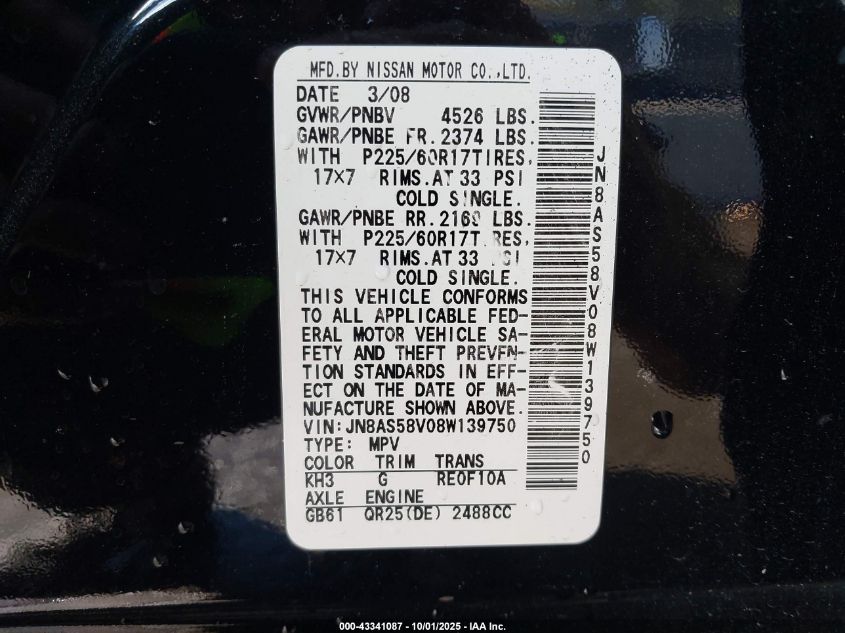 MFD.BY NISSAN MOTOR CO.,LTD.
DATE 3/08
GVWR/PNBV 4526 LBS.
GAWR/PNBE FR. 2374 LBS.
WITH P225/60R17TIRES,
17×7 RIMS.AT 33 PSI
COLD SINGLE.
GAWR/PNBE RR. LBS.
WITH P225/60R17TIRES,
17×7 RIMS.AT 33 PSI
COLD SINGLE.
THIS VEHICLE CONFORMS
TO ALL APPLICABLE FED-
ERAL MOTOR VEHICLE SA-
FETY AND THEFT PREVEN-
TION STANDARDS IN EFF-
ECT ON THE DATE OF MA-
NUFACTURE SHOWN ABOVE.
VIN:JN8AS58V08W139750
TYPE: MPV
COLOR TRIM TRANS
KH3 G RE0F10A
AXLE ENGINE
GB61 QR25(DE) 2488CC
JN8AS58V08W139750
000-43341087 - 10/01/2025 - IAA Inc.